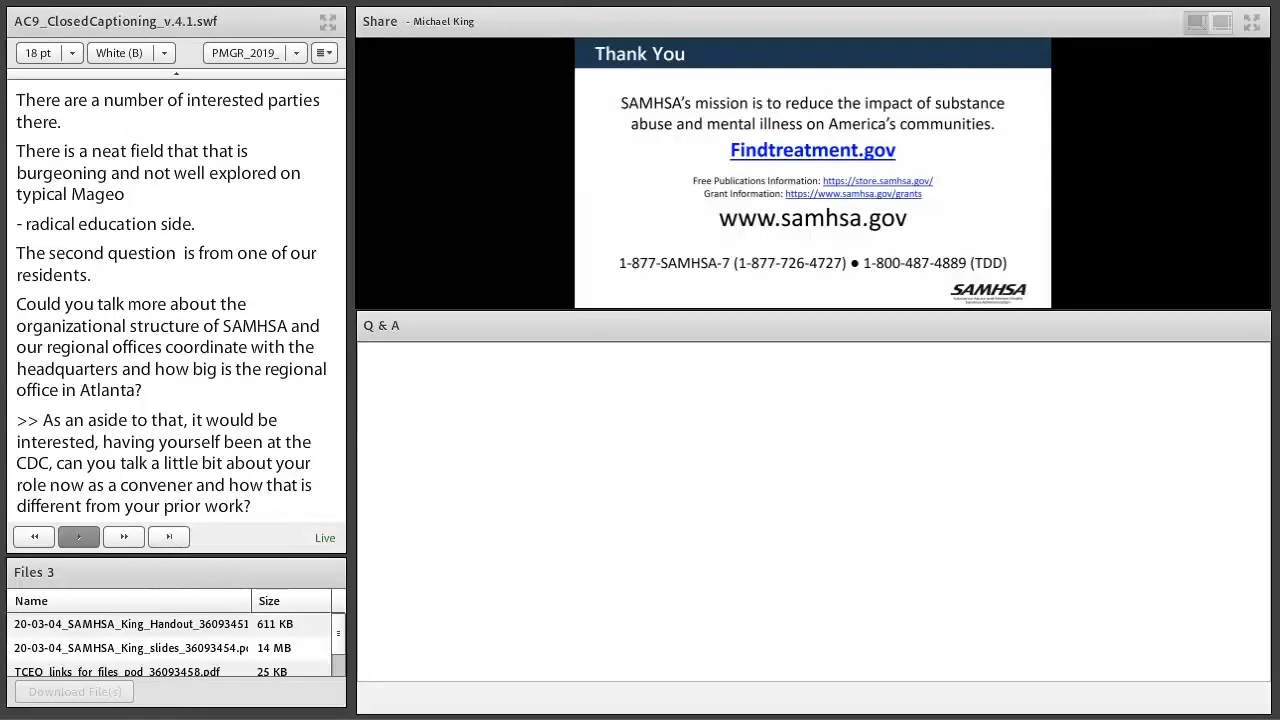 AC9_ClosedCaptioning_v.4.1.swf
18 pt
White (B)
PMGR_2019_
There are a number of interested parties
there.
There is a neat field that that is
burgeoning and not well explored on
typical Mageo
- radical education side.
The second question  is from one of our
residents.
Could you talk more about the
organizational structure of SAMHSA and
our regional offices coordinate with the
headquarters and how big is the regional
office in Atlanta?
>> As an aside to that, it would be
interested, having yourself been at the
CDC, can you talk a little bit about your
role now as a convener and how that is
different from your prior work?
Live
Files 3
Name Size
20-03-04_SAMHSA_King_Handout_36093451 611 KB
20-03-04_SAMHSA_King_slides_36093454.pc 14 MB
TCEO_links_for_files_pod_36093458.pdf 25 KB
Download File(s)
Share - Michael King
Thank You
SAMHSA's mission is to reduce the impact of substance
abuse and mental illness on America's communities.
Findtreatment.gov
Free Publications Information: https://store.samhsa.gov/
Grant Information: https://www.samhsa.gov/grants
www.samhsa.gov
1-877-SAMHSA-7 (1-877-726-4727) ● 1-800-487-4889 (TDD)
SAMHSA
Q & A